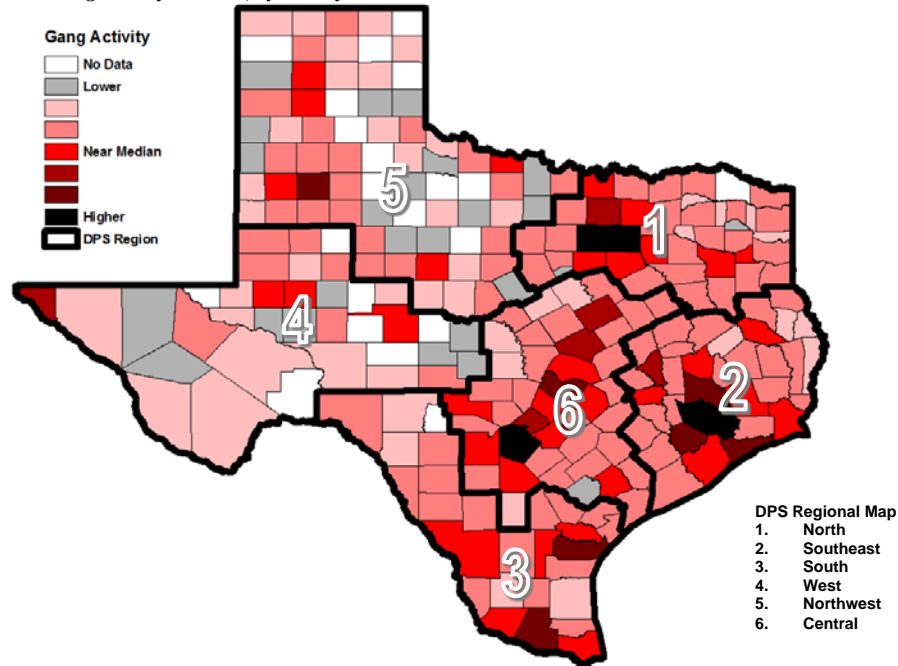 Gang Activity
No Data
Lower
Near Median
Higher
DPS Region
5
1
4
2
6
3
DPS Regional Map
1. North
2. Southeast
3. South
4. West
5. Northwest
6. Central